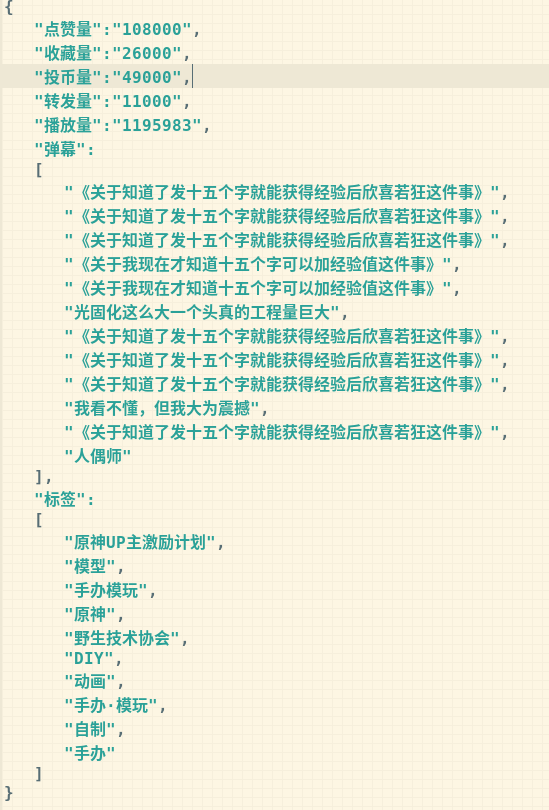 {
"点赞量":"108000",
"收藏量":"26000",
"投币量":"49000",
"转发量":"11000",
"播放量":"1195983",
"弹幕":
[
"《关于知道了发十五个字就能获得经验后欣喜若狂这件事》",
"《关于知道了发十五个字就能获得经验后欣喜若狂这件事》",
"《关于知道了发十五个字就能获得经验后欣喜若狂这件事》",
"《关于我现在才知道十五个字可以加经验值这件事》",
"《关于我现在才知道十五个字可以加经验值这件事》",
"光固化这么大一个头真的工程量巨大",
"《关于知道了发十五个字就能获得经验后欣喜若狂这件事》",
"《关于知道了发十五个字就能获得经验后欣喜若狂这件事》",
"《关于知道了发十五个字就能获得经验后欣喜若狂这件事》",
"我看不懂，但我大为震撼",
"《关于知道了发十五个字就能获得经验后欣喜若狂这件事》",
"人偶师"
],
"标签":
[
"原神UP主激励计划",
"模型",
"手办模玩",
"原神",
"野生技术协会",
"DIY",
"动画",
"手办·模玩",
"自制",
"手办"
]
}